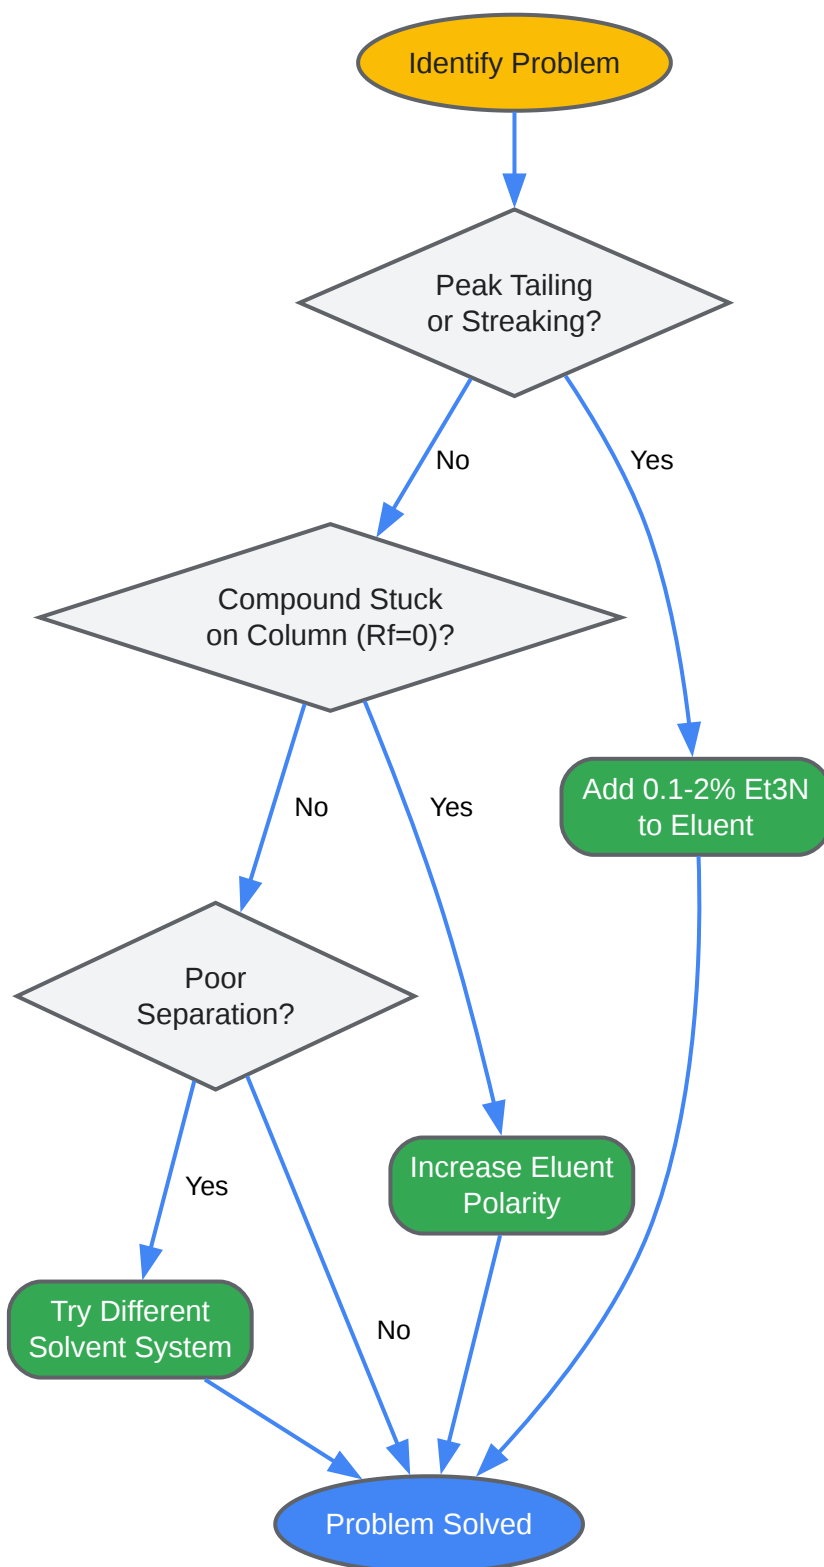 Identify Problem
Peak Tailing
or Streaking?
No
Yes
Compound Stuck
on Column (Rf=0)?
No
Yes
Add 0.1-2% Et3N
to Eluent
Poor
Separation?
Yes
Increase Eluent
Polarity
Try Different
Solvent System
No
Problem Solved